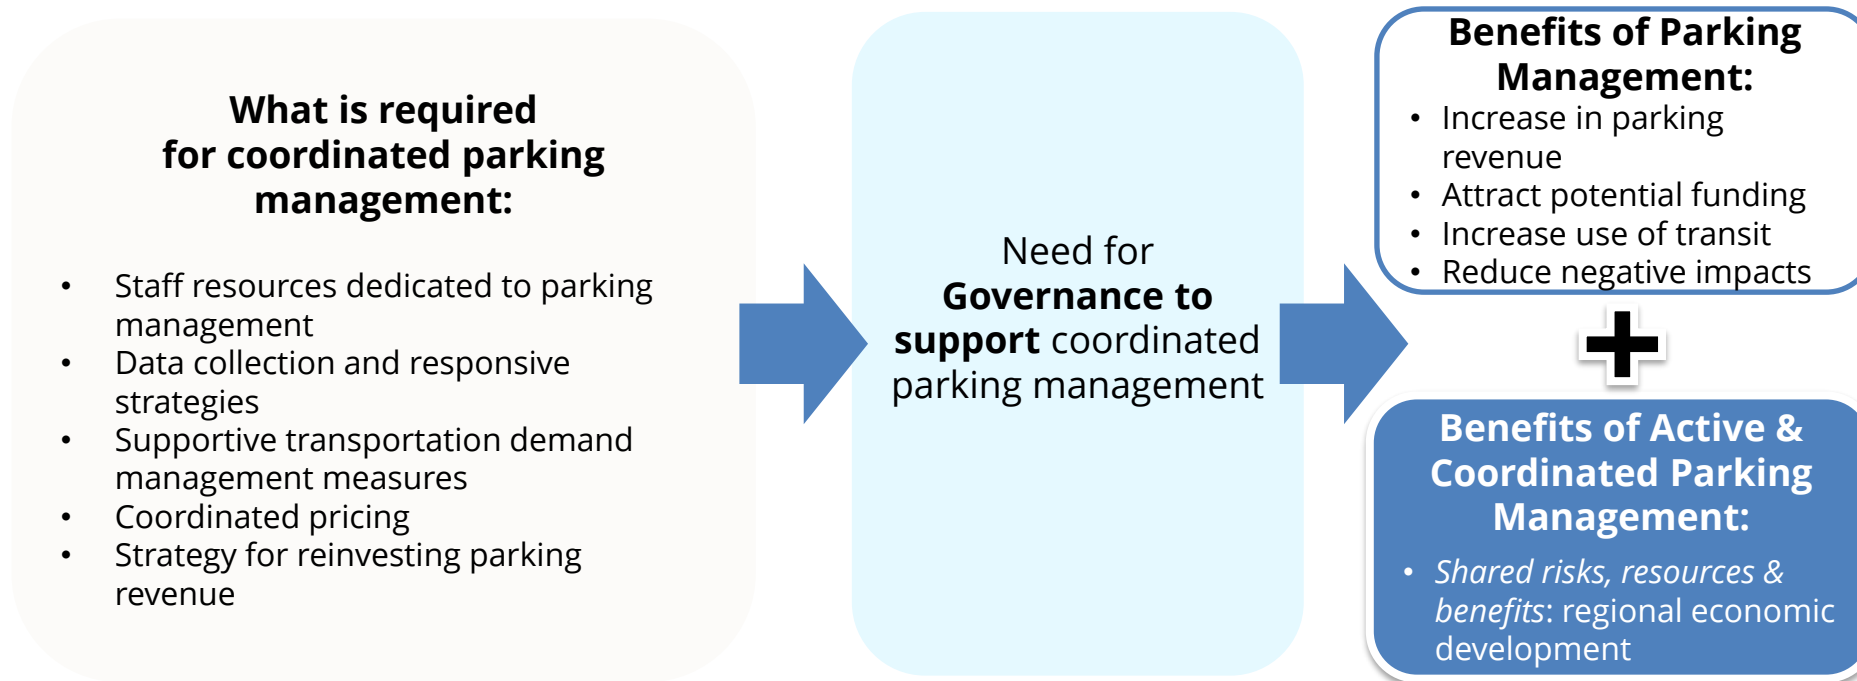 What is required
for coordinated parking
management:
• Staff resources dedicated to parking
management
• Data collection and responsive
strategies
• Supportive transportation demand
management measures
• Coordinated pricing
• Strategy for reinvesting parking
revenue
Need for
Governance to
support coordinated
parking management
Benefits of Parking
Management:
• Increase in parking
revenue
• Attract potential funding
• Increase use of transit
• Reduce negative impacts
Benefits of Active &
Coordinated Parking
Management:
• Shared risks, resources &
benefits: regional economic
development